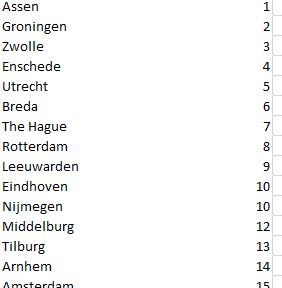 Assen 1
Groningen 2
Zwolle 3
Enschede 4
Utrecht 5
Breda 6
The Hague 7
Rotterdam 8
Leeuwarden 9
Eindhoven 10
Nijmegen 10
Middelburg 12
Tilburg 13
Arnhem 14
Amsterdam 15